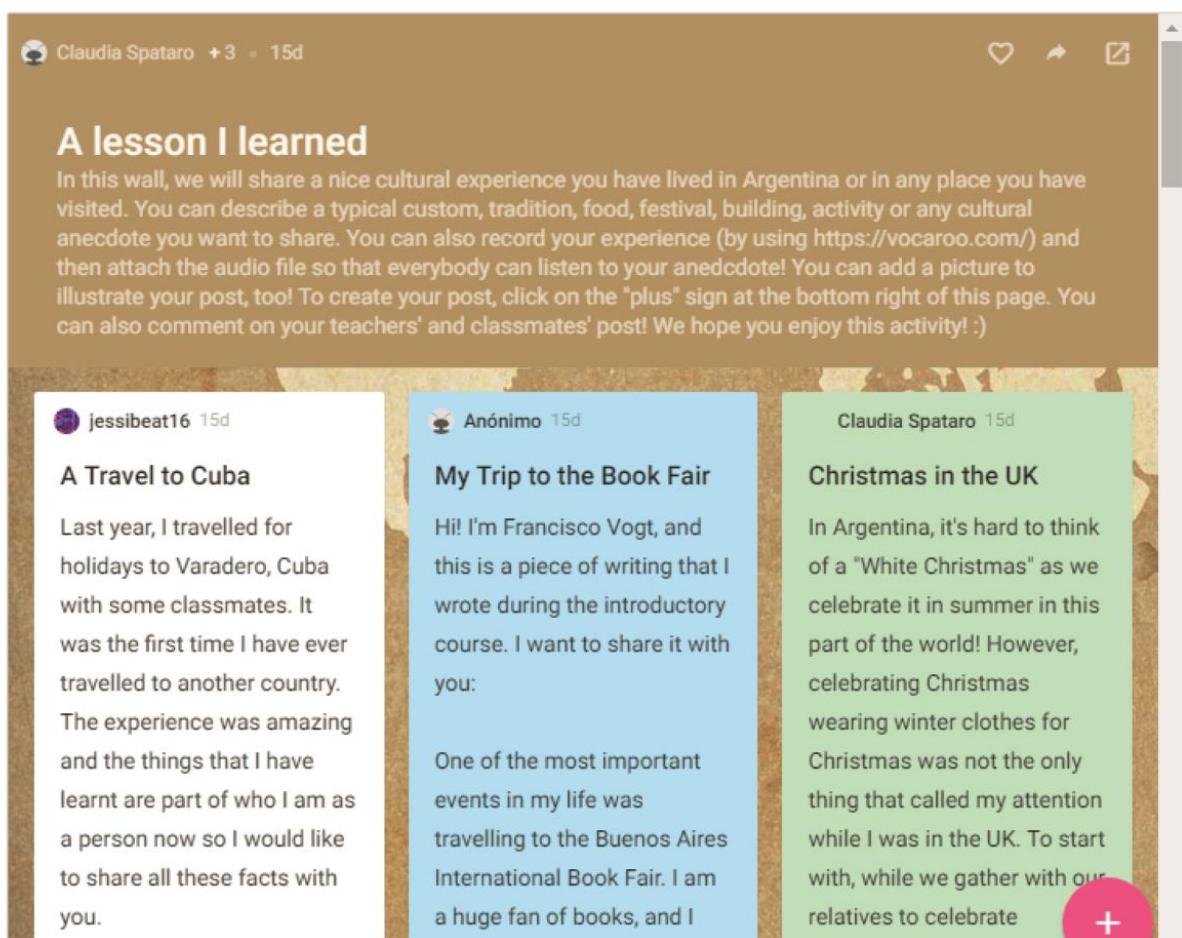 Claudia Spataro +3 • 15d
A lesson I learned
In this wall, we will share a nice cultural experience you have lived in Argentina or in any place you have
visited. You can describe a typical custom, tradition, food, festival, building, activity or any cultural
anecdote you want to share. You can also record your experience (by using https://vocaroo.com/) and
then attach the audio file so that everybody can listen to your anedcdote! You can add a picture to
illustrate your post, too! To create your post, click on the "plus" sign at the bottom right of this page. You
can also comment on your teachers' and classmates' post! We hope you enjoy this activity! :)
jessibeat16 15d
A Travel to Cuba
Last year, I travelled for
holidays to Varadero, Cuba
with some classmates. It
was the first time I have ever
travelled to another country.
The experience was amazing
and the things that I have
learnt are part of who I am as
a person now so I would like
to share all these facts with
you.
Anónimo 15d
My Trip to the Book Fair
Hi! I'm Francisco Vogt, and
this is a piece of writing that I
wrote during the introductory
course. I want to share it with
you:
One of the most important
events in my life was
travelling to the Buenos Aires
International Book Fair. I am
a huge fan of books, and I
Claudia Spataro 15d
Christmas in the UK
In Argentina, it's hard to think
of a "White Christmas" as we
celebrate it in summer in this
part of the world! However,
celebrating Christmas
wearing winter clothes for
Christmas was not the only
thing that called my attention
while I was in the UK. To start
with, while we gather with our
relatives to celebrate